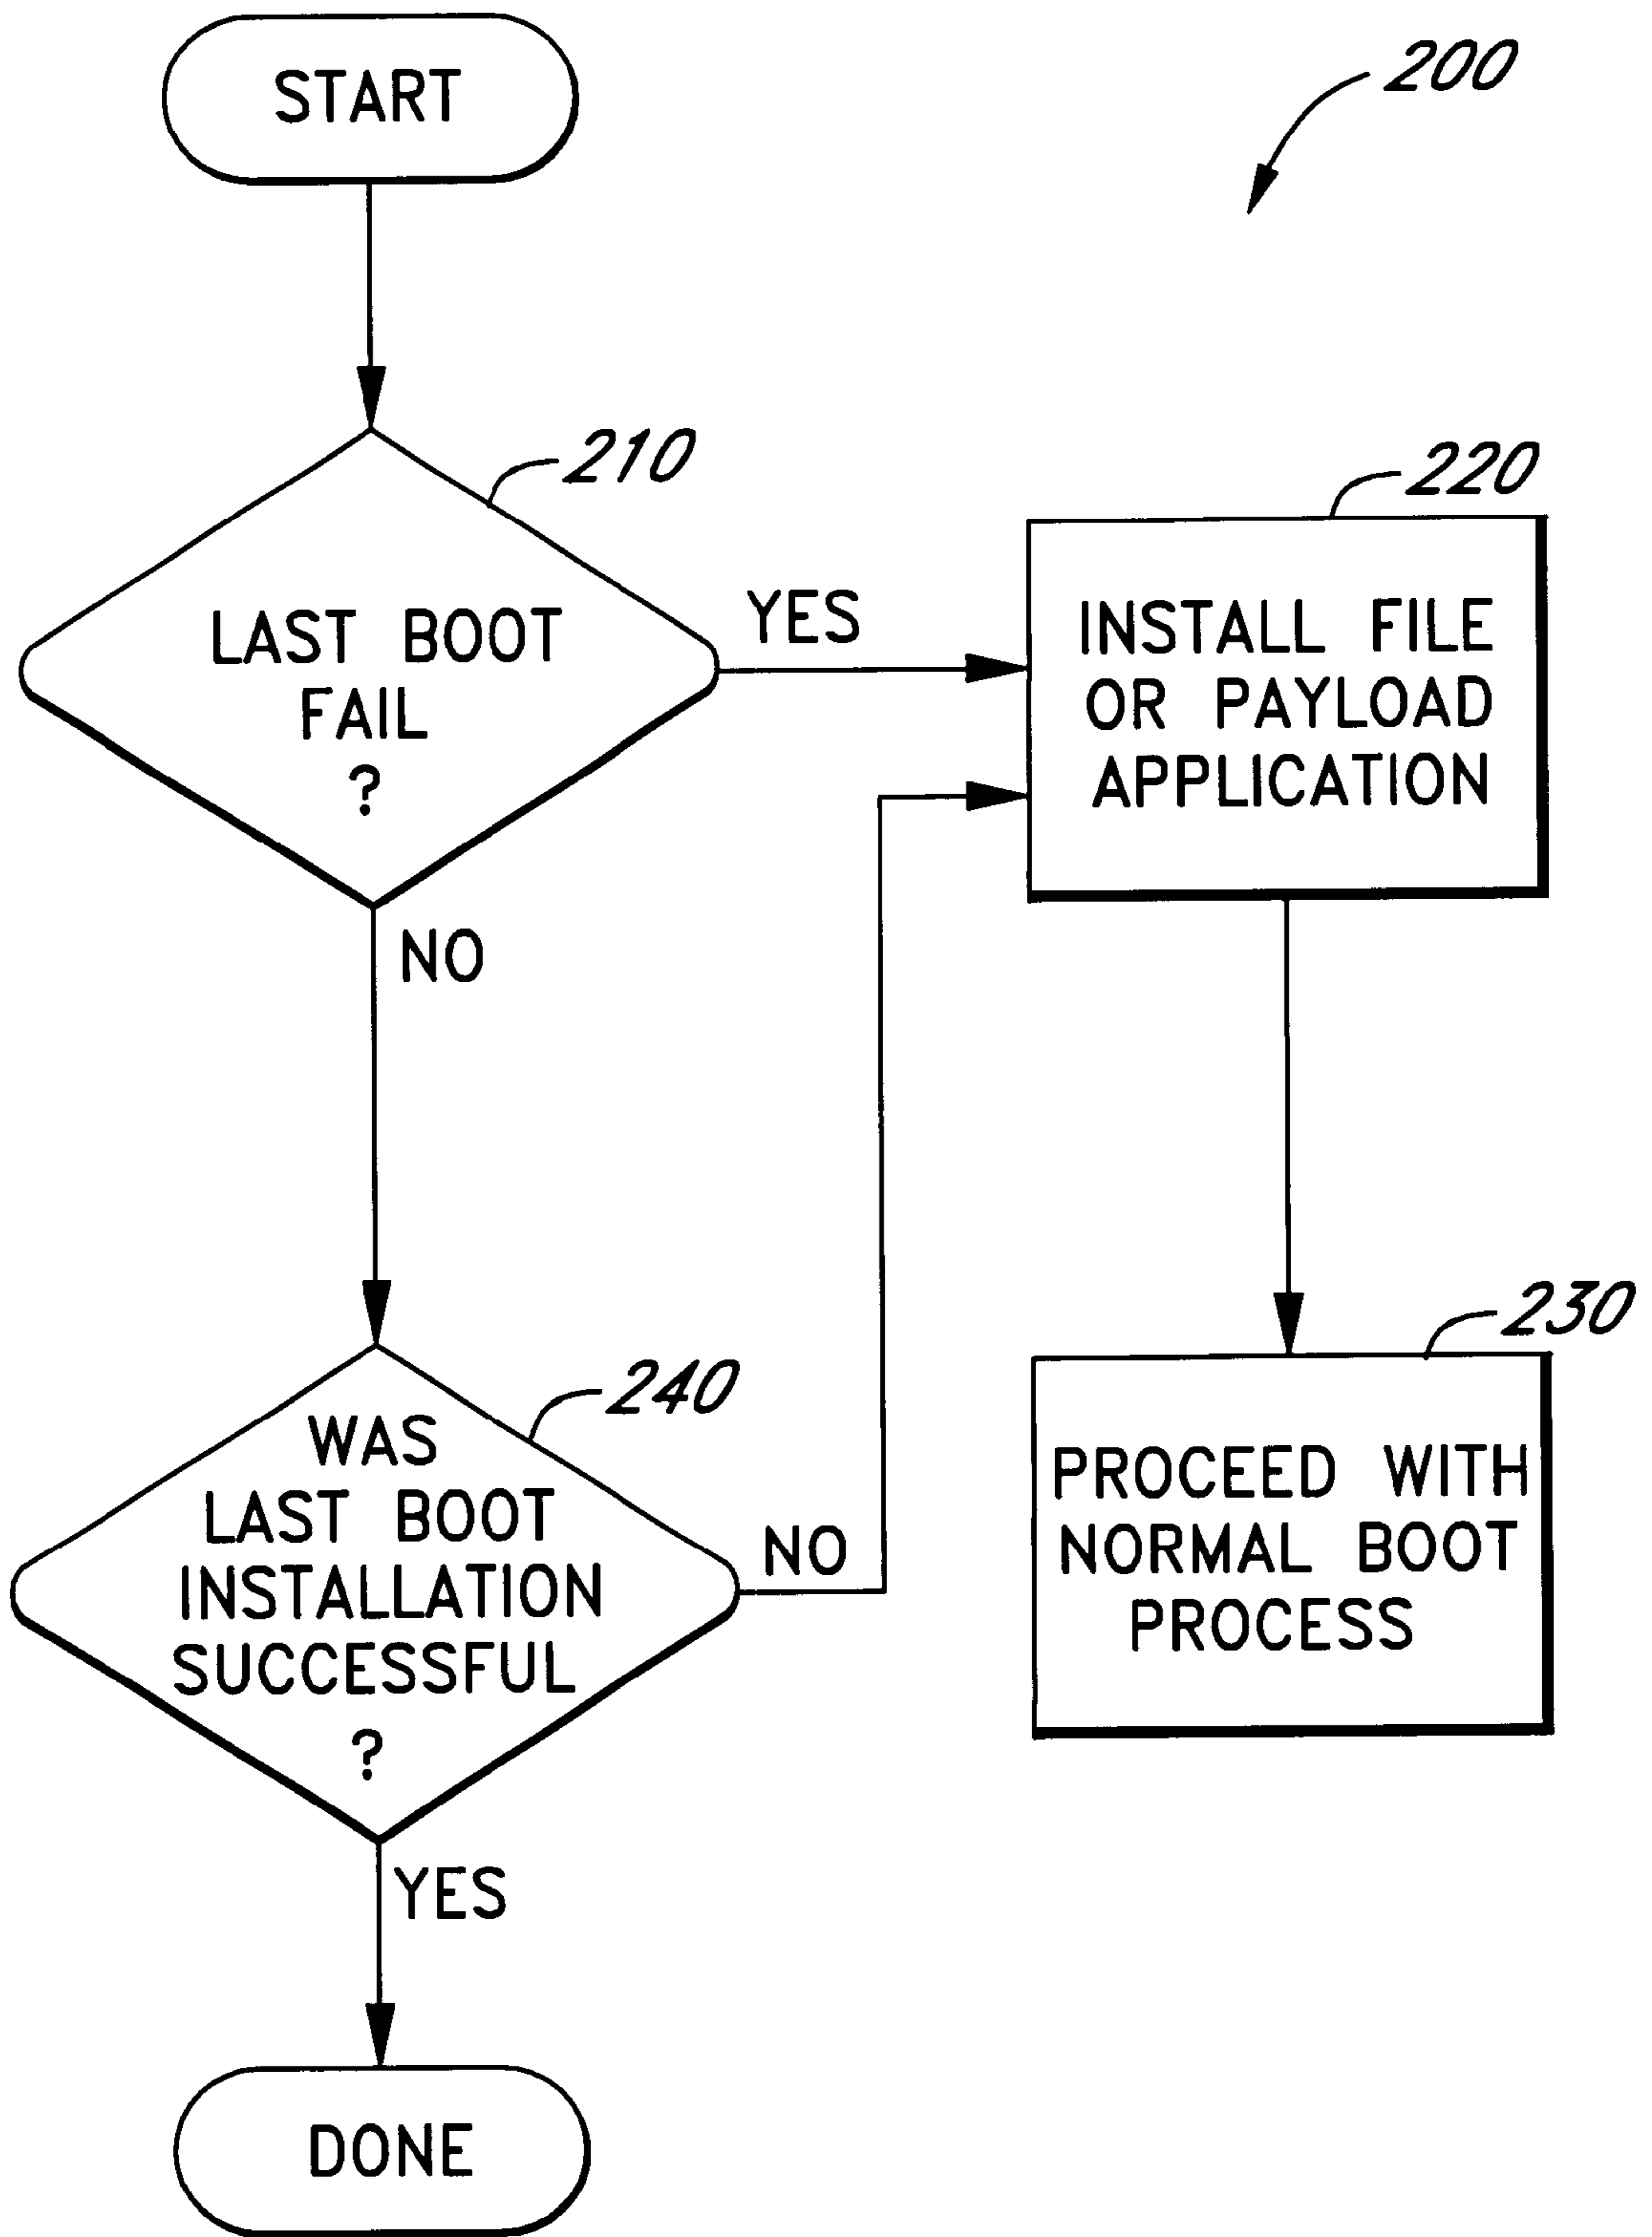 START
200
210
LAST BOOT
FAIL
?
YES
NO
220
INSTALL FILE
OR PAYLOAD
APPLICATION
230
PROCEED WITH
NORMAL BOOT
PROCESS
240
WAS
LAST BOOT
INSTALLATION
SUCCESSFUL
?
NO
YES
DONE